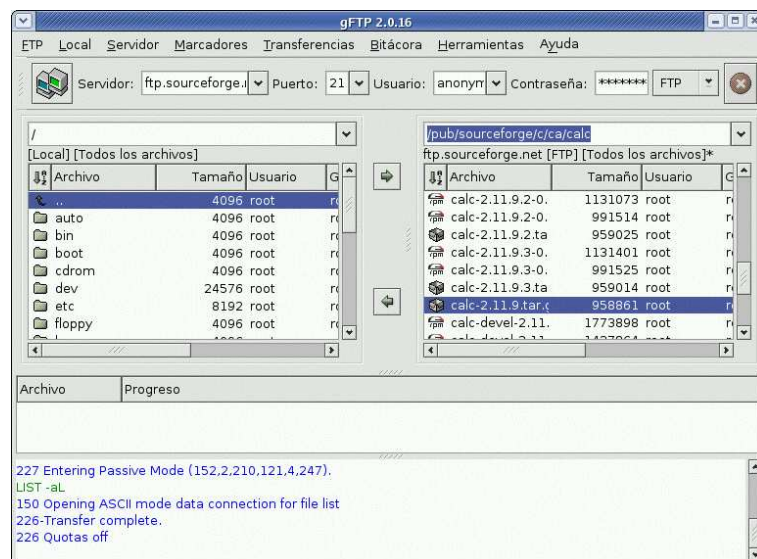 gFTP 2.0.16
FTP Local Servidor Marcadores Transferencias Bitácora Herramientas Ayuda
Servidor: ftp.sourceforge. Puerto: 21 Usuario: anonym Contraseña: ******* FTP
/
[Local] [Todos los archivos]
Archivo Tamaño Usuario G
.. 4096 root
auto 4096 root
bin 4096 root
boot 4096 root
cdrom 4096 root
dev 24576 root
etc 8192 root
floppy 4096 root
/pub/sourceforge/c/ca/calc
ftp.sourceforge.net [FTP] [Todos los archivos]*
Archivo Tamaño Usuario G
calc-2.11.9.2-0. 1131073 root
calc-2.11.9.2-0. 991514 root
calc-2.11.9.2.ta 959025 root
calc-2.11.9.3-0. 1131401 root
calc-2.11.9.3-0. 991525 root
calc-2.11.9.3.ta 959014 root
calc-2.11.9.tar.g 958861 root
calc-devel-2.11. 1773898 root
Archivo Progreso
227 Entering Passive Mode (152,2,210,121,4,247).
LIST -aL
150 Opening ASCII mode data connection for file list
226-Transfer complete.
226 Quotas off